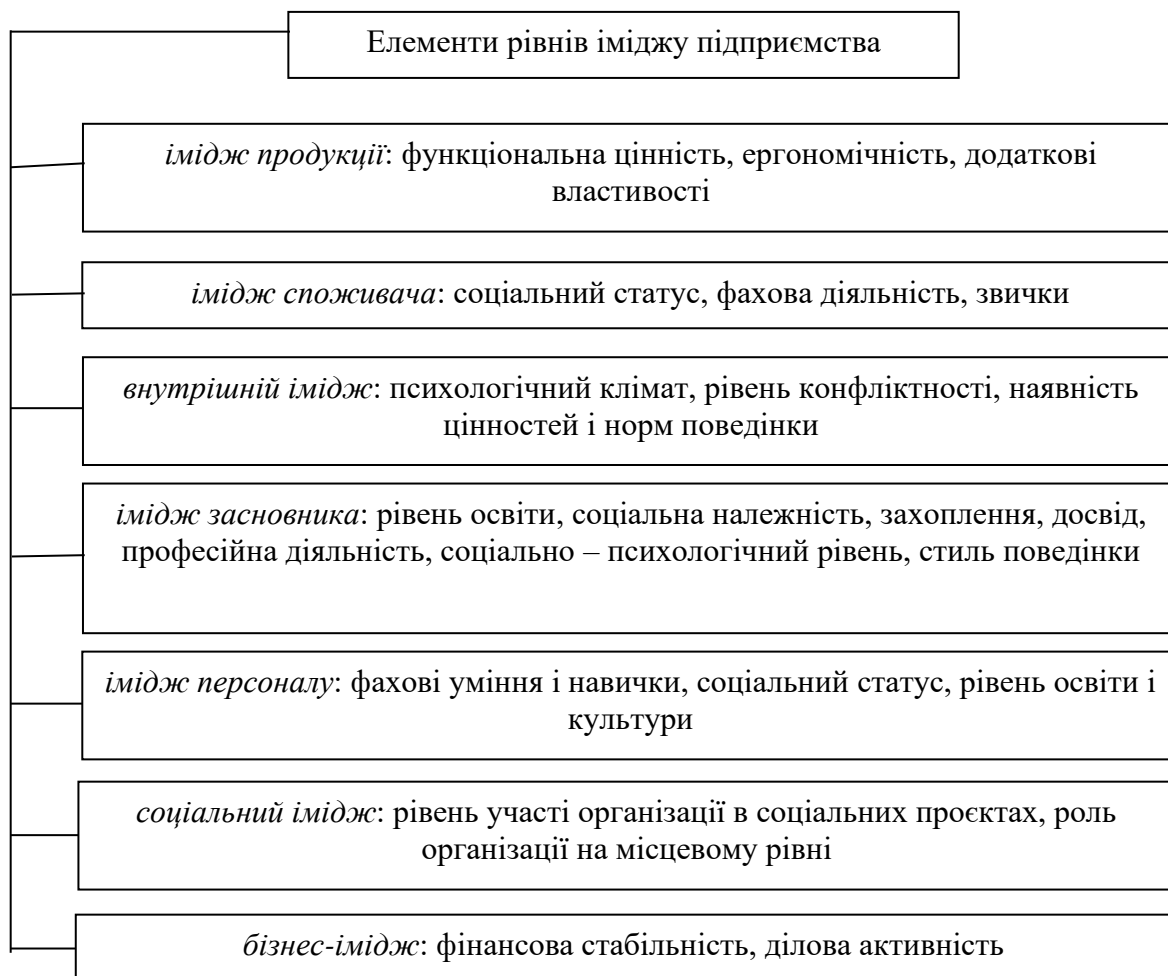 Елементи рівнів іміджу підприємства
імідж продукції: функціональна цінність, ергономічність, додаткові
властивості
імідж споживача: соціальний статус, фахова діяльність, звички
внутрішній імідж: психологічний клімат, рівень конфліктності, наявність
цінностей і норм поведінки
імідж засновника: рівень освіти, соціальна належність, захоплення, досвід,
професійна діяльність, соціально – психологічний рівень, стиль поведінки
імідж персоналу: фахові уміння і навички, соціальний статус, рівень освіти і
культури
соціальний імідж: рівень участі організації в соціальних проєктах, роль
організації на місцевому рівні
бізнес-імідж: фінансова стабільність, ділова активність